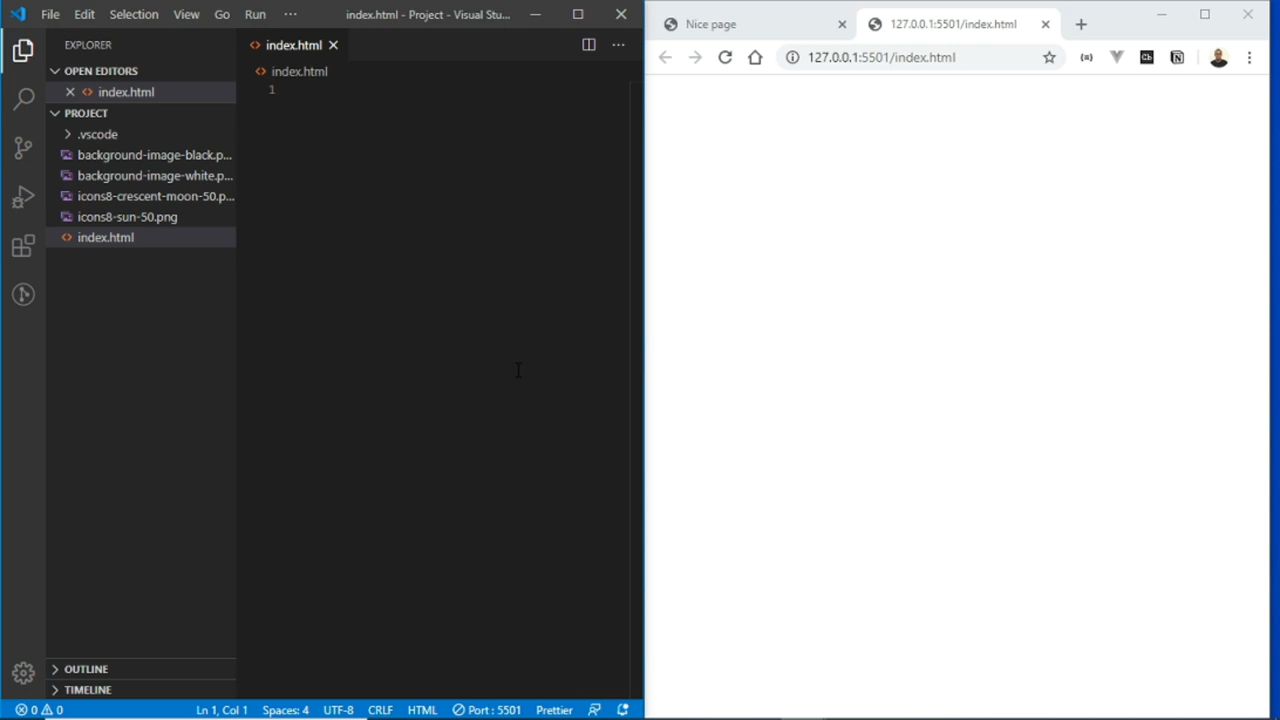 File Edit Selection View Go Run ··· index.html - Project - Visual Stu...
EXPLORER
OPEN EDITORS
index.html
PROJECT
.vscode
background-image-black.p...
background-image-white.p...
icons8-crescent-moon-50.p...
icons8-sun-50.png
index.html
OUTLINE
TIMELINE
index.html
index.html
1
0 0 Ln 1, Col 1 Spaces: 4 UTF-8 CRLF HTML Port : 5501 Prettier
Nice page 127.0.0.1:5501/index.html
127.0.0.1:5501/index.html